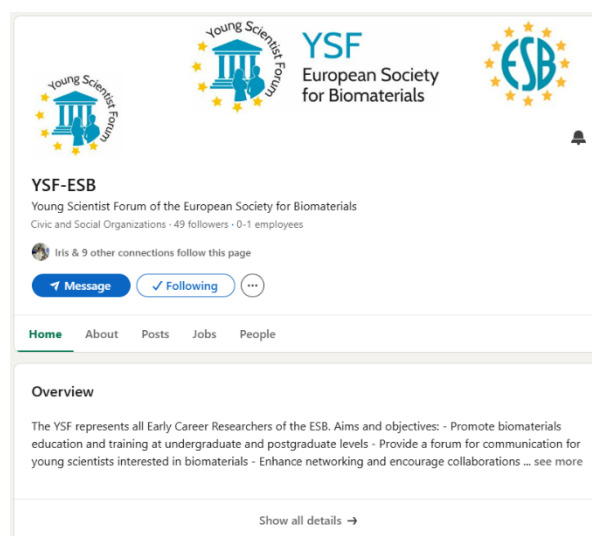 Young Scientist Forum
YSF
European Society
for Biomaterials
ESB
Young Scientist Forum
YSF-ESB
Young Scientist Forum of the European Society for Biomaterials
Civic and Social Organizations · 49 followers · 0-1 employees
Iris & 9 other connections follow this page
Message
Following
Home About Posts Jobs People
Overview
The YSF represents all Early Career Researchers of the ESB. Aims and objectives: - Promote biomaterials
education and training at undergraduate and postgraduate levels - Provide a forum for communication for
young scientists interested in biomaterials - Enhance networking and encourage collaborations ... see more
Show all details →